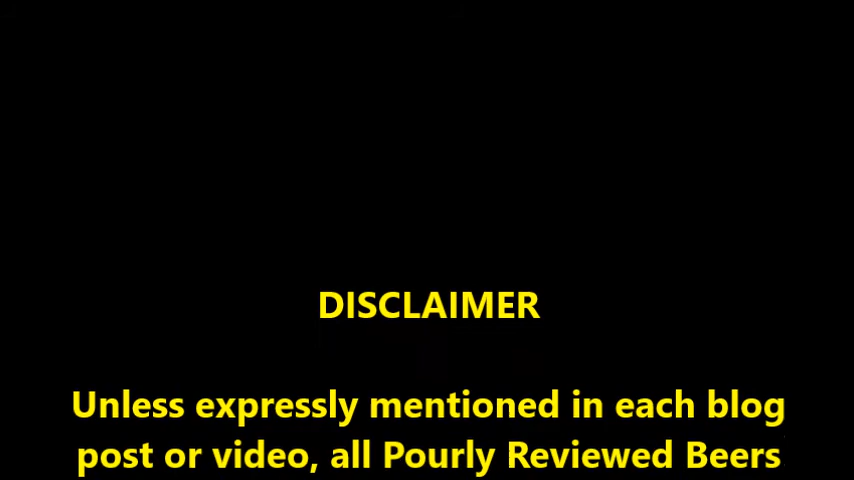 DISCLAIMER
Unless expressly mentioned in each blog
post or video, all Pourly Reviewed Beers